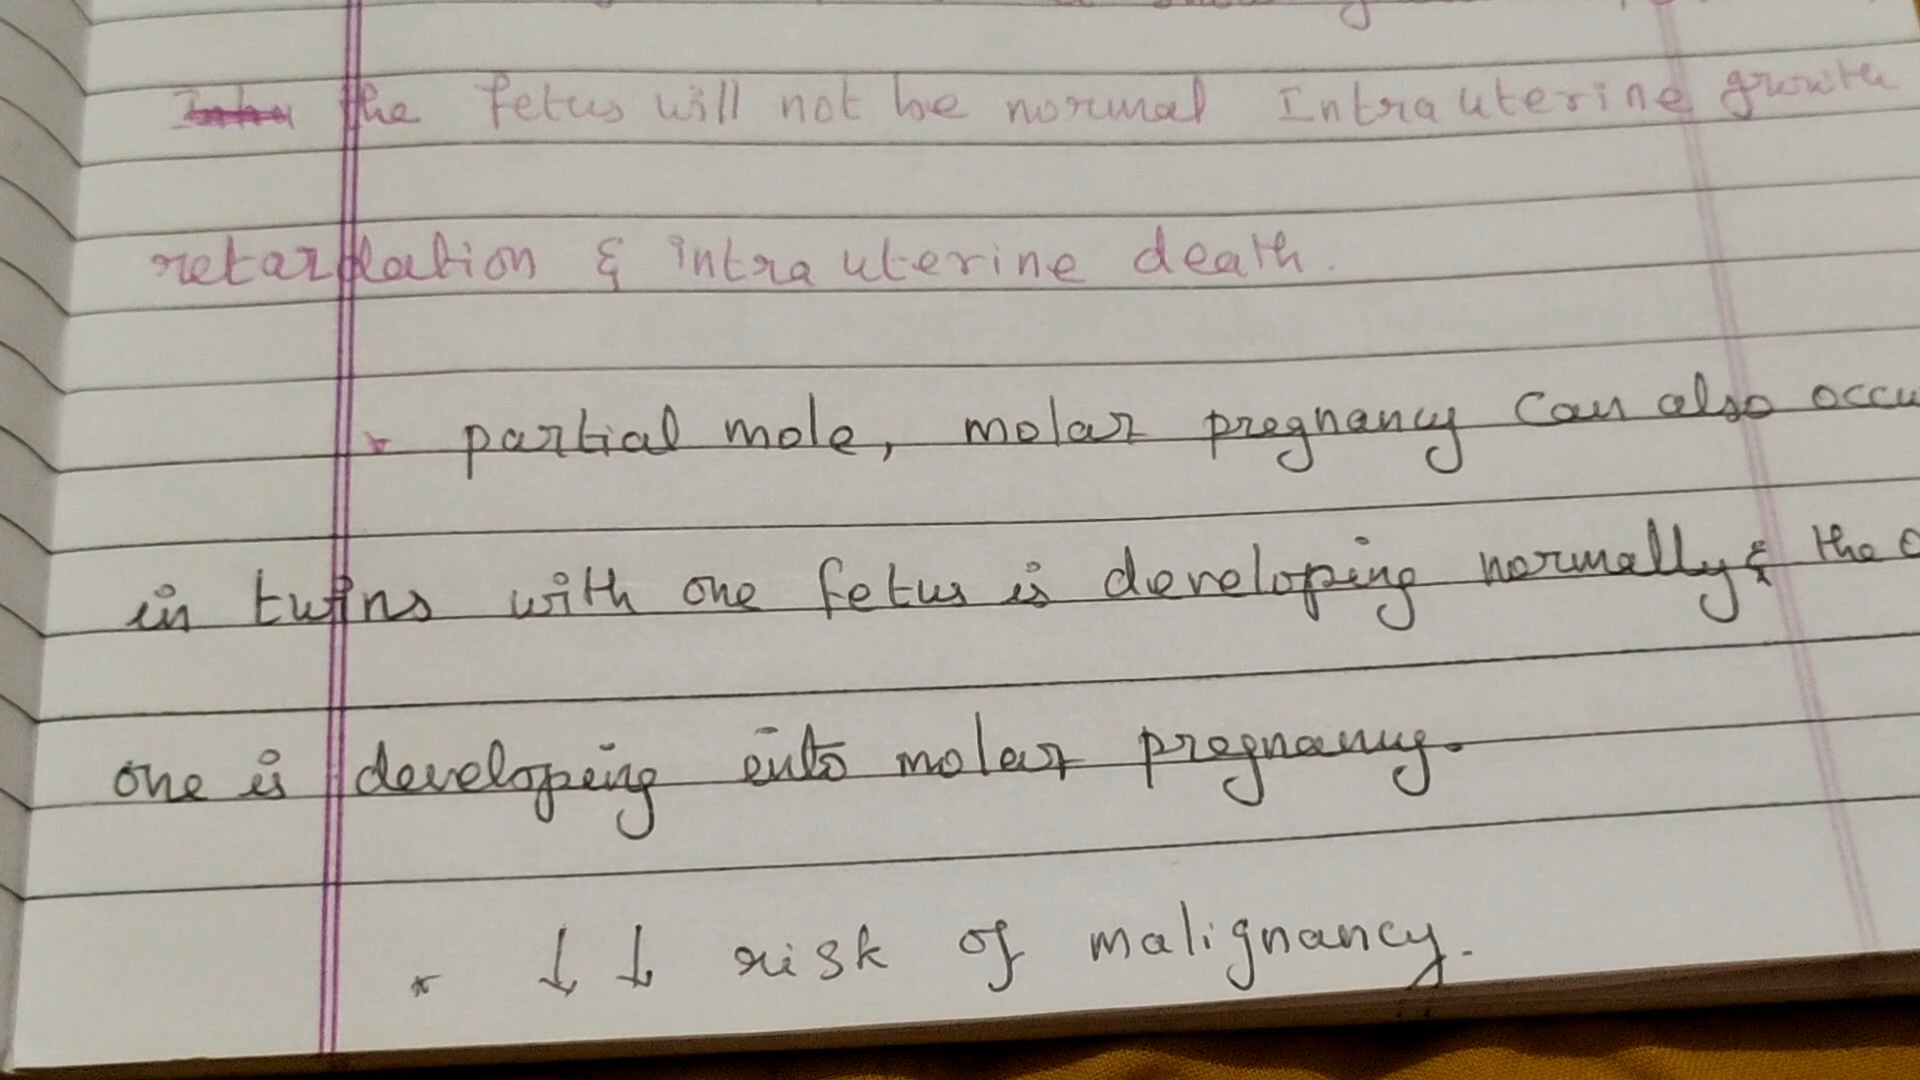 the fetus will not be normal Intrauterine growth
retardation & intrauterine death.
* partial mole, molar pregnancy can also occu
in twins with one fetus is developing normally & the
one is developing into molar pregnancy.
* ↓↓ risk of malignancy.